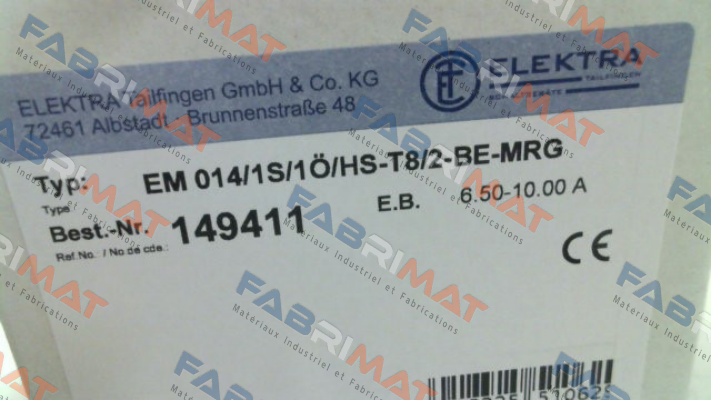 ELEKTRA Tailfingen GmbH & Co. KG
72461 Albstadt · Brunnenstraße 48
ELEKTRA
TAILFINGEN
SCHALTGERÄTE
Typ: EM 014/1S/1Ö/HS-T8/2-BE-MRG
Type
E.B. 6.50-10.00 A
Best.-Nr. 149411
Ref.No. / No de cde.:
CE
FABRIMAT
Matériaux Industriel et Fabrications